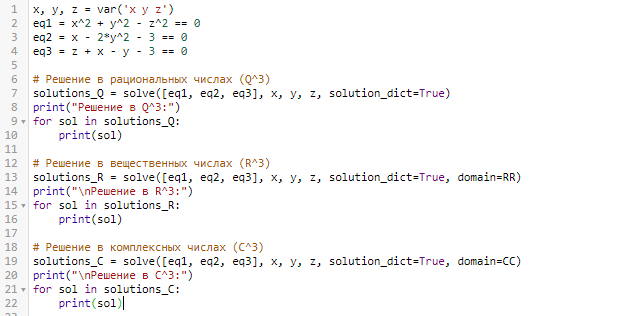 1 x, y, z = var('x y z')
2 eq1 = x^2 + y^2 - z^2 == 0
3 eq2 = x - 2*y^2 - 3 == 0
4 eq3 = z + x - y - 3 == 0
5
6 # Решение в рациональных числах (Q^3)
7 solutions_Q = solve([eq1, eq2, eq3], x, y, z, solution_dict=True)
8 print("Решение в Q^3:")
9 for sol in solutions_Q:
10     print(sol)
11
12 # Решение в вещественных числах (R^3)
13 solutions_R = solve([eq1, eq2, eq3], x, y, z, solution_dict=True, domain=RR)
14 print("\nРешение в R^3:")
15 for sol in solutions_R:
16     print(sol)
17
18 # Решение в комплексных числах (C^3)
19 solutions_C = solve([eq1, eq2, eq3], x, y, z, solution_dict=True, domain=CC)
20 print("\nРешение в C^3:")
21 for sol in solutions_C:
22     print(sol)
23